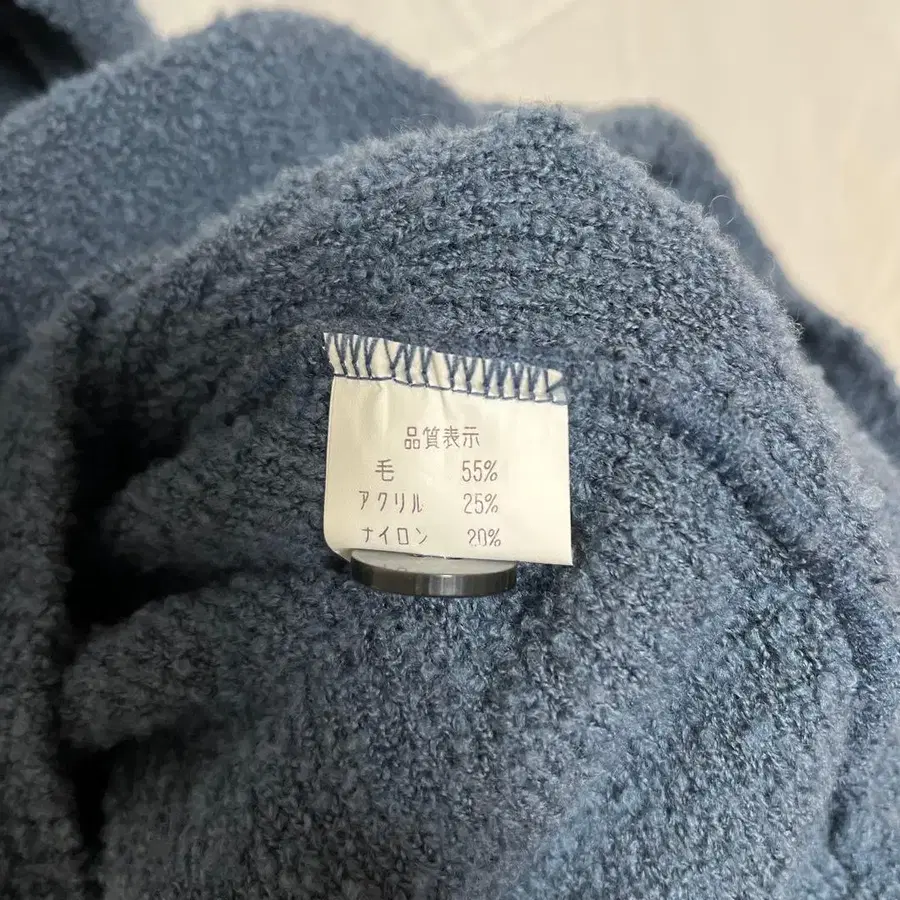 品質表示
毛 55%
アクリル 25%
ナイロン 20%